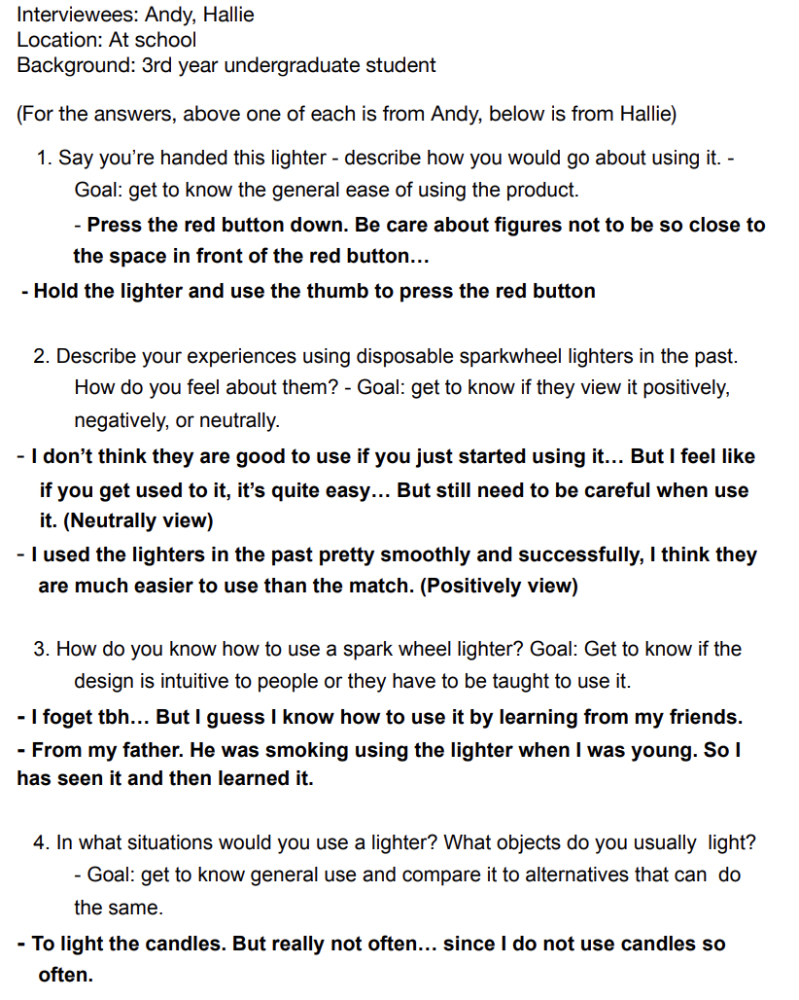 Interviewees: Andy, Hallie
Location: At school
Background: 3rd year undergraduate student
(For the answers, above one of each is from Andy, below is from Hallie)
1. Say you’re handed this lighter - describe how you would go about using it. -
Goal: get to know the general ease of using the product.
- Press the red button down. Be care about figures not to be so close to
the space in front of the red button…
- Hold the lighter and use the thumb to press the red button
2. Describe your experiences using disposable sparkwheel lighters in the past.
How do you feel about them? - Goal: get to know if they view it positively,
negatively, or neutrally.
- I don’t think they are good to use if you just started using it… But I feel like
if you get used to it, it’s quite easy… But still need to be careful when use
it. (Neutrally view)
- I used the lighters in the past pretty smoothly and successfully, I think they
are much easier to use than the match. (Positively view)
3. How do you know how to use a spark wheel lighter? Goal: Get to know if the
design is intuitive to people or they have to be taught to use it.
- I foget tbh… But I guess I know how to use it by learning from my friends.
- From my father. He was smoking using the lighter when I was young. So I
has seen it and then learned it.
4. In what situations would you use a lighter? What objects do you usually light?
- Goal: get to know general use and compare it to alternatives that can do
the same.
- To light the candles. But really not often… since I do not use candles so
often.